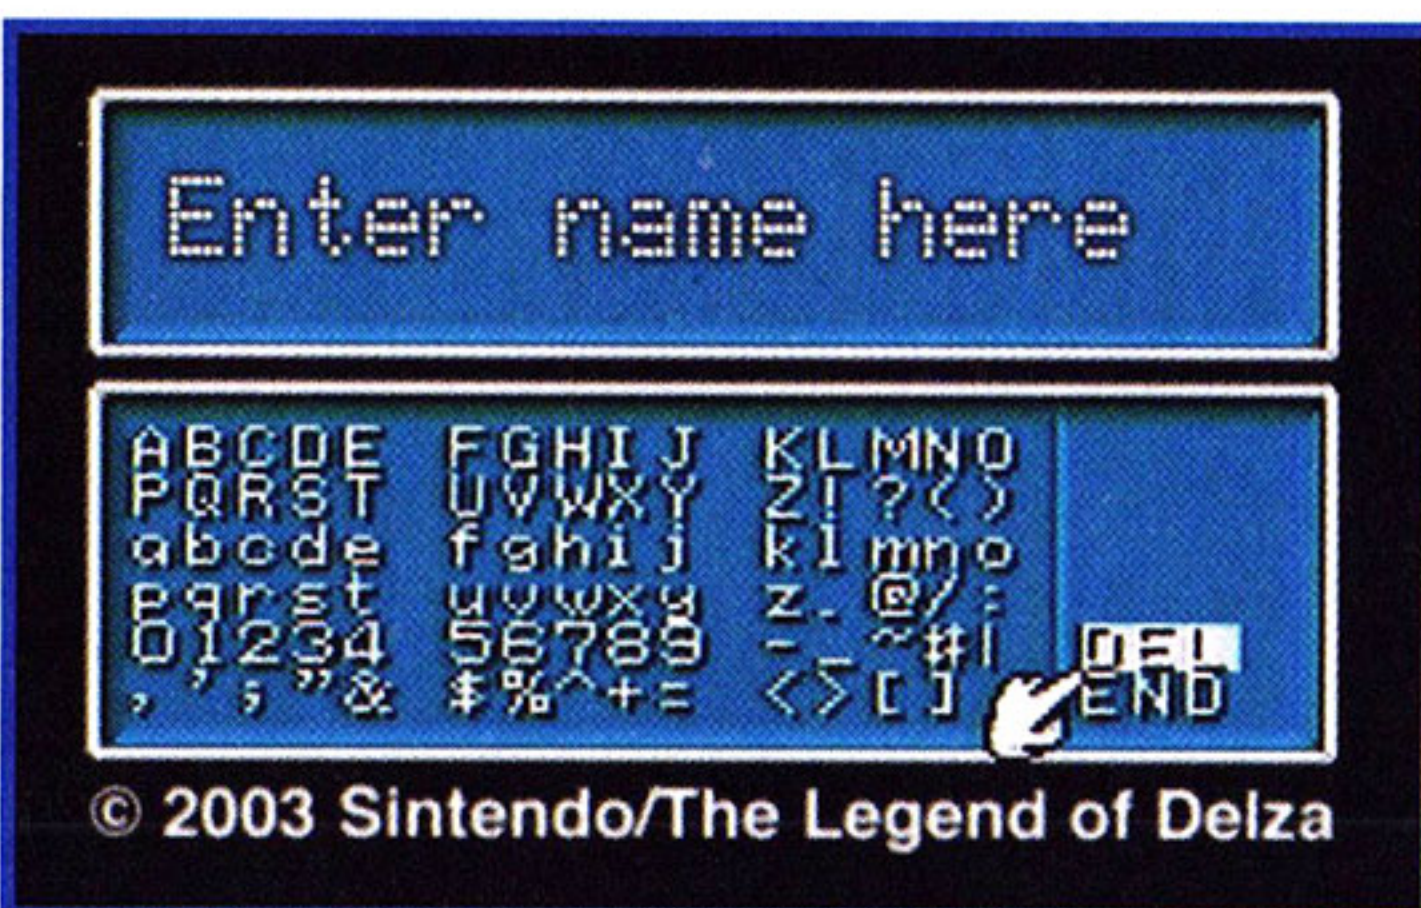 Enter name here
ABCDE FGHIJ KLMNO
PQRST UVWXY Z!?()
abcde fghij klmno
pqrst uvwxy z.@/:
01234 56789 -_~#|
,';"& $%^+= <>[]
DEL
END
© 2003 Sintendo/The Legend of Delza